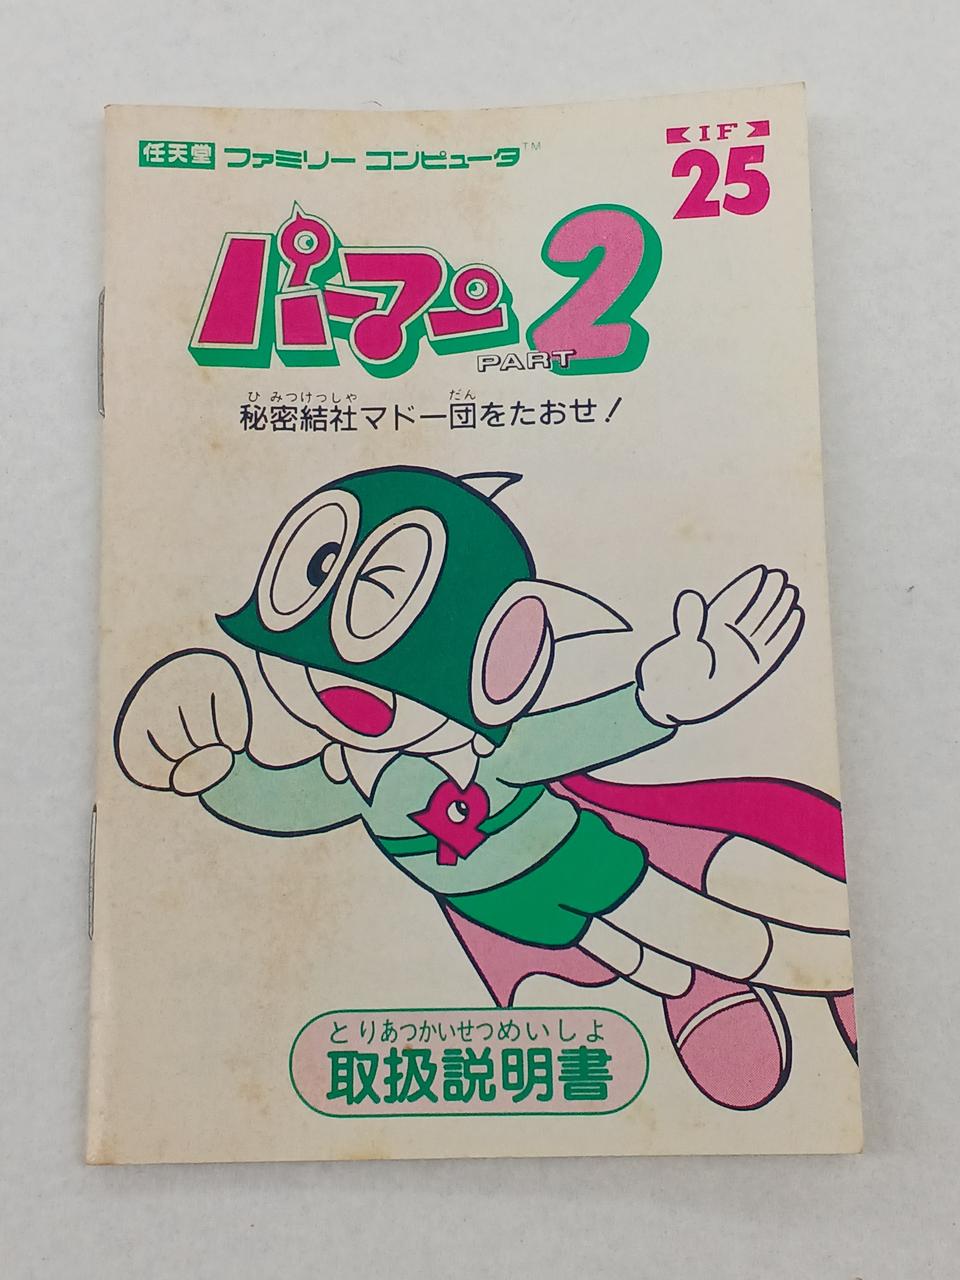 任天堂 ファミリー コンピュータ™
IF
25
パーマン2
PART
ひみつけっしゃ だん
秘密結社マドー団をたおせ!
とりあつかいせつめいしょ
取扱説明書